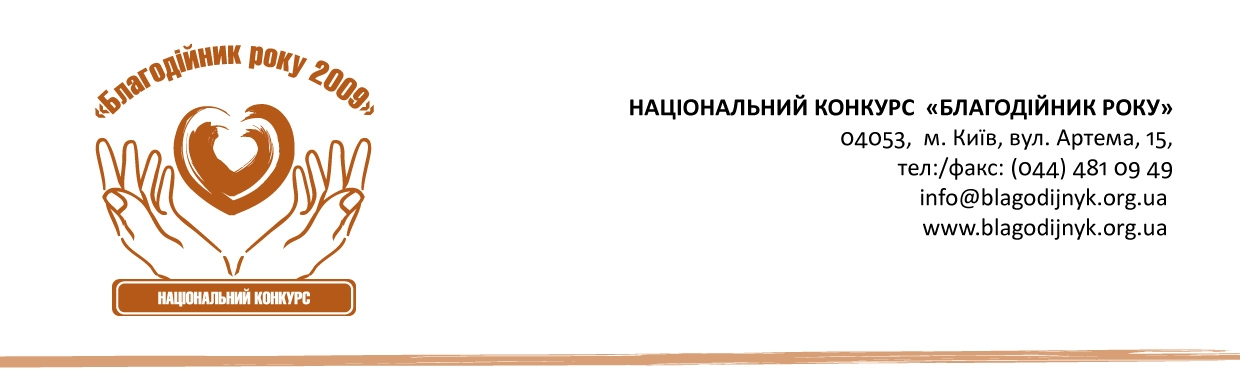 «Благодійник року 2009»
НАЦІОНАЛЬНИЙ КОНКУРС
НАЦІОНАЛЬНИЙ КОНКУРС «БЛАГОДІЙНИК РОКУ»
04053, м. Київ, вул. Артема, 15,
тел:/факс: (044) 481 09 49
info@blagodijnyk.org.ua
www.blagodijnyk.org.ua